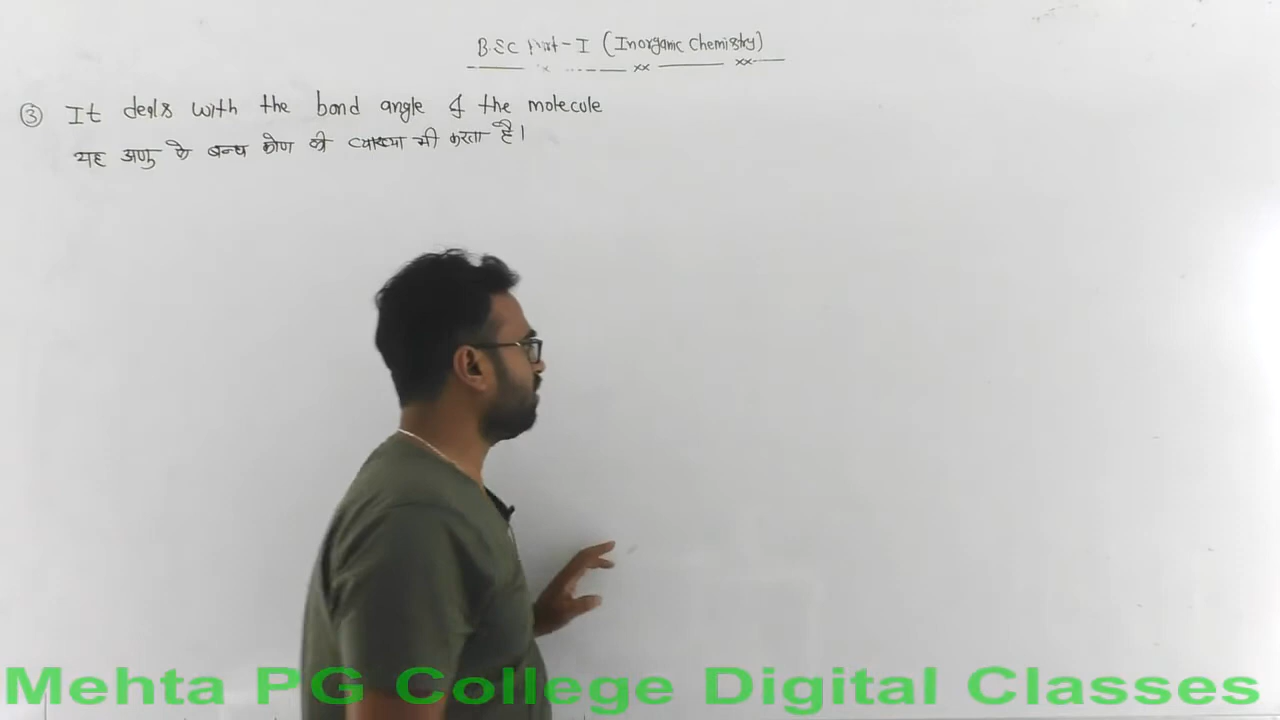 B.SC Part-I (Inorganic Chemistry)
③ It deals with the bond angle of the molecule
यह अणु के बन्ध कोण की व्याख्या भी करता है।
Mehta PG College Digital Classes